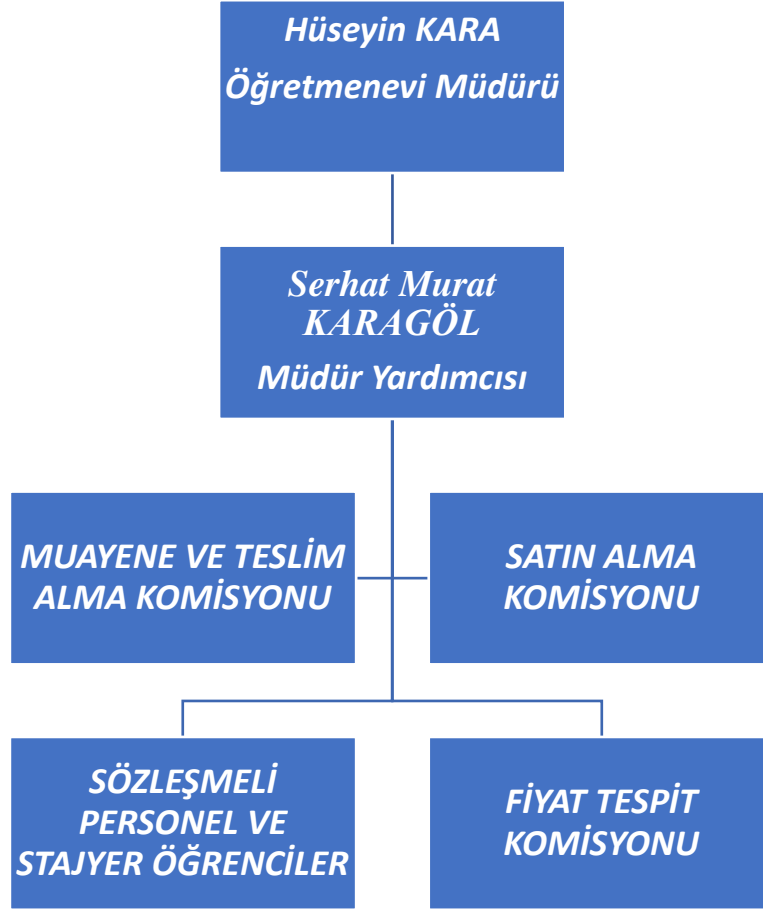 Hüseyin KARA
Öğretmenevi Müdürü
Serhat Murat
KARAGÖL
Müdür Yardımcısı
MUAYENE VE TESLİM
ALMA KOMİSYONU
SATIN ALMA
KOMİSYONU
SÖZLEŞMELİ
PERSONEL VE
STAJYER ÖĞRENCİLER
FİYAT TESPİT
KOMİSYONU